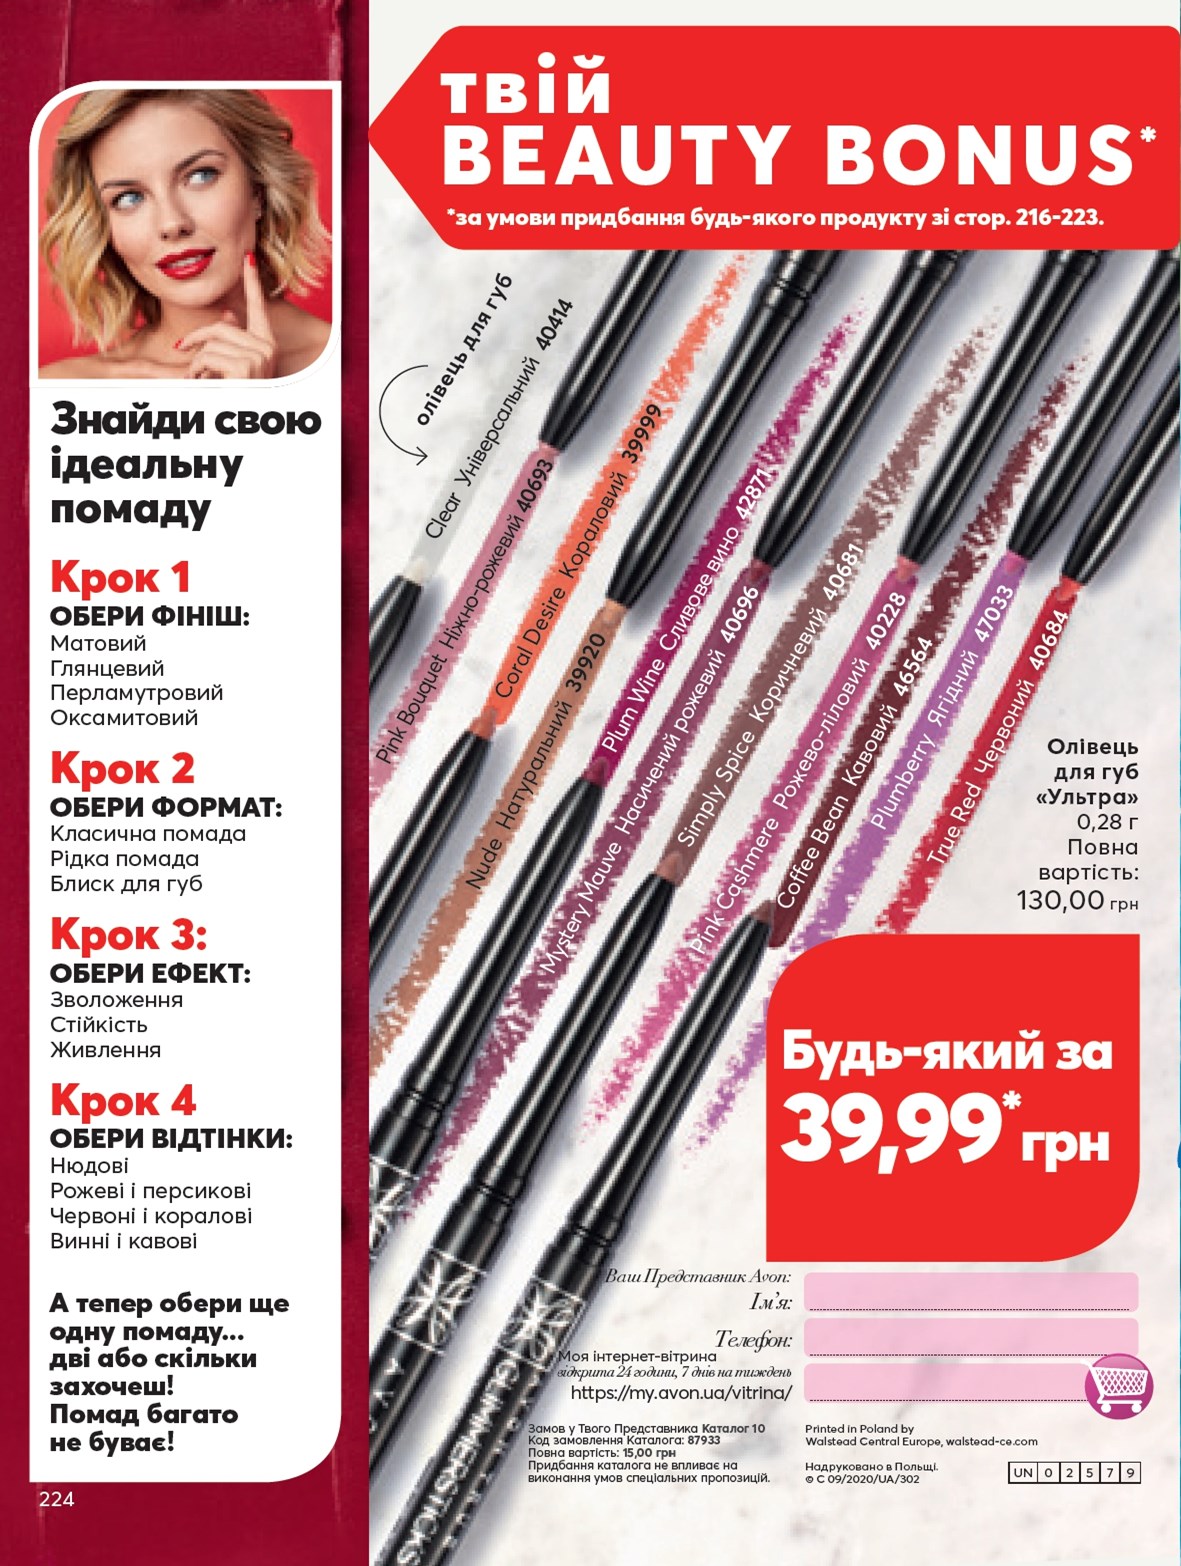 Знайди свою
ідеальну
помаду
Крок 1
ОБЕРИ ФІНІШ:
Матовий
Глянцевий
Перламутровий
Оксамитовий
Крок 2
ОБЕРИ ФОРМАТ:
Класична помада
Рідка помада
Блиск для губ
Крок 3:
ОБЕРИ ЕФЕКТ:
Зволоження
Стійкість
Живлення
Крок 4
ОБЕРИ ВІДТІНКИ:
Нюдові
Рожеві і персикові
Червоні і коралові
Винні і кавові
А тепер обери ще
одну помаду...
дві або скільки
захочеш!
Помад багато
не буває!
224
ТВІЙ
BEAUTY BONUS*
*за умови придбання будь-якого продукту зі стор. 216-223.
олівець для губ
Clear Універсальний 40414
Pink Bouquet Ніжно-рожевий 40693
Coral Desire Кораловий 39999
Nude Натуральний 39920
Plum Wine Сливове вино 42871
Mystery Mauve Насичений рожевий 40696
Simply Spice Коричневий 40681
Pink Cashmere Рожево-ліловий 40228
Coffee Bean Кавовий 46564
Plumberry Ягідний 47033
True Red Червоний 40684
Олівець
для губ
«Ультра»
0,28 г
Повна
вартість:
130,00 грн
Будь-який за
39,99* грн
GLIMMERSTICKS
Ваш Представник Avon:
Ім'я:
Телефон:
Моя інтернет-вітрина
відкрита 24 години, 7 днів на тиждень
https://my.avon.ua/vitrina/
Замов у Твого Представника Каталог 10
Код замовлення Каталога: 87933
Повна вартість: 15,00 грн
Придбання каталога не впливає на
виконання умов спеціальних пропозицій.
Printed in Poland by
Walstead Central Europe, walstead-ce.com
Надруковано в Польщі.
© C 09/2020/UA/302
UN 0 2 5 7 9